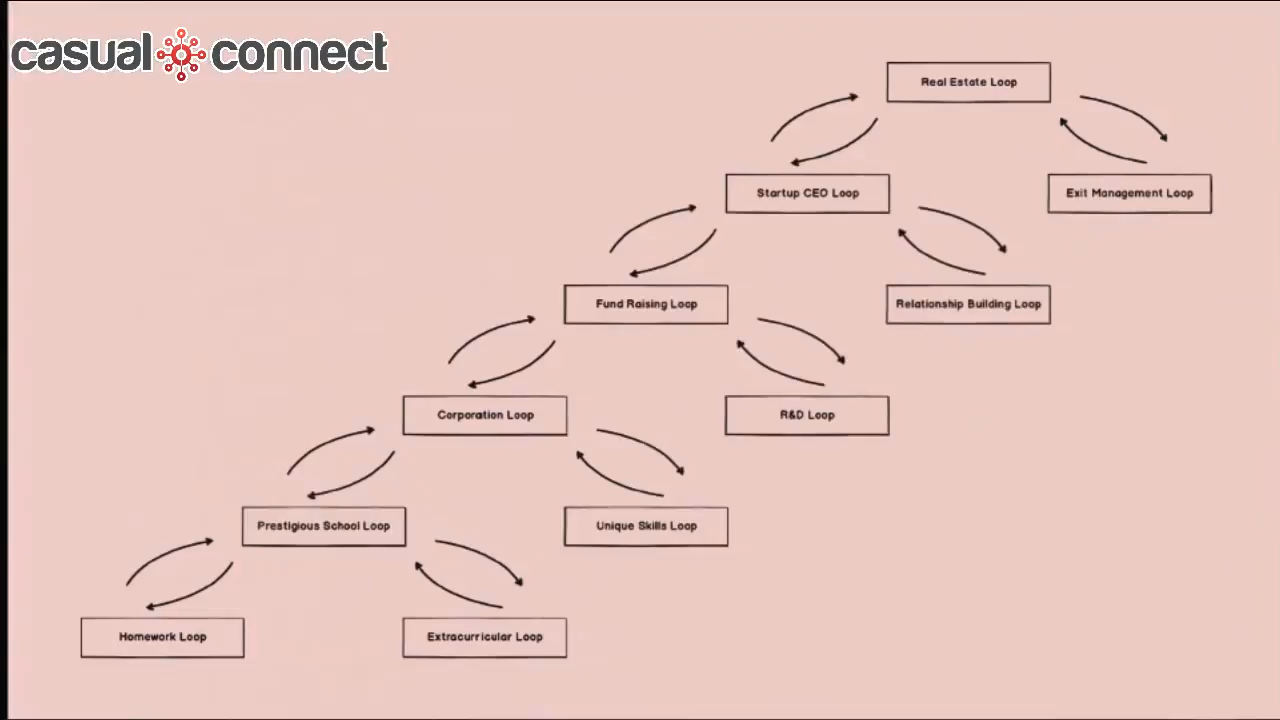 casual connect
Real Estate Loop
Startup CEO Loop
Exit Management Loop
Fund Raising Loop
Relationship Building Loop
Corporation Loop
R&D Loop
Prestigious School Loop
Unique Skills Loop
Homework Loop
Extracurricular Loop